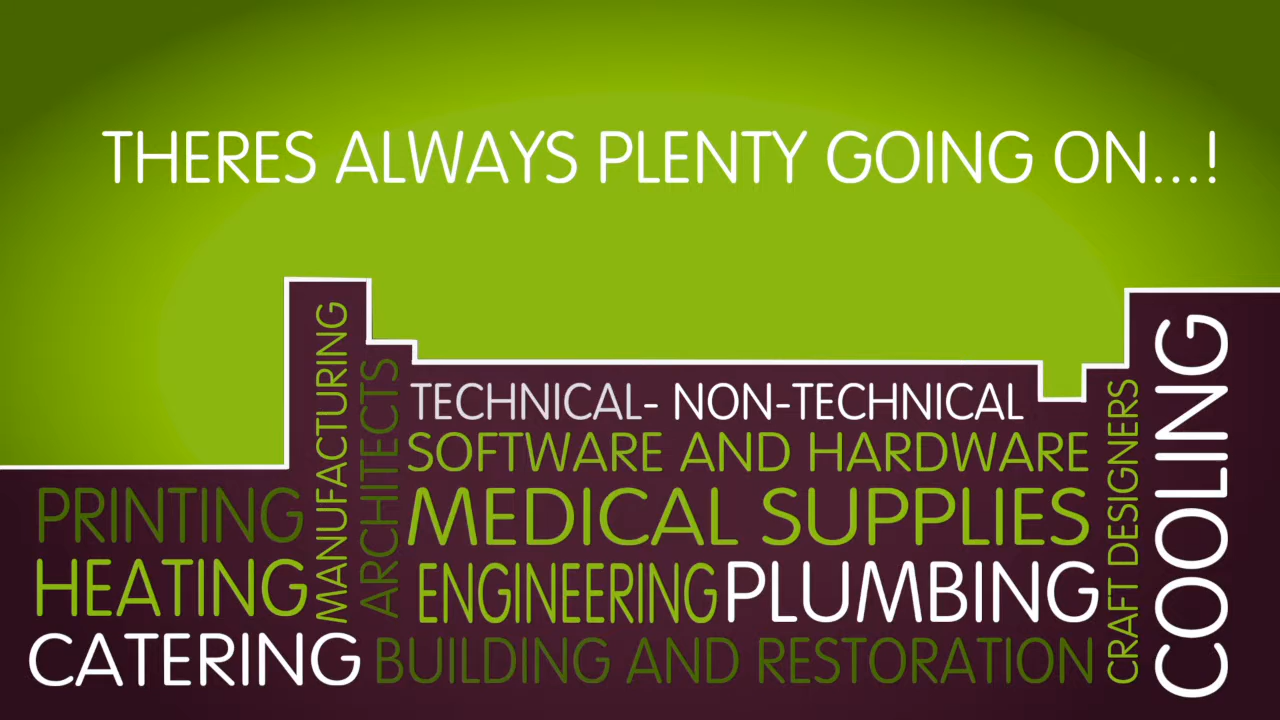 THERES ALWAYS PLENTY GOING ON...!
MANUFACTURING
ARCHITECTS
TECHNICAL- NON-TECHNICAL
SOFTWARE AND HARDWARE
PRINTING
MEDICAL SUPPLIES
HEATING
ENGINEERING PLUMBING
CATERING
BUILDING AND RESTORATION
CRAFT DESIGNERS
COOLING